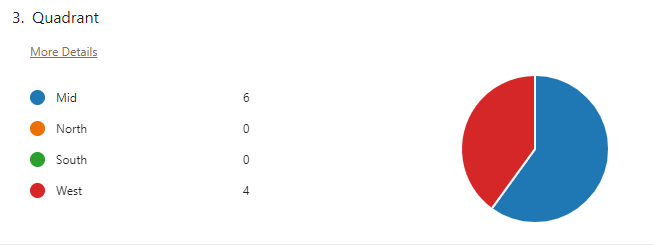 3. Quadrant
More Details
Mid 6
North 0
South 0
West 4